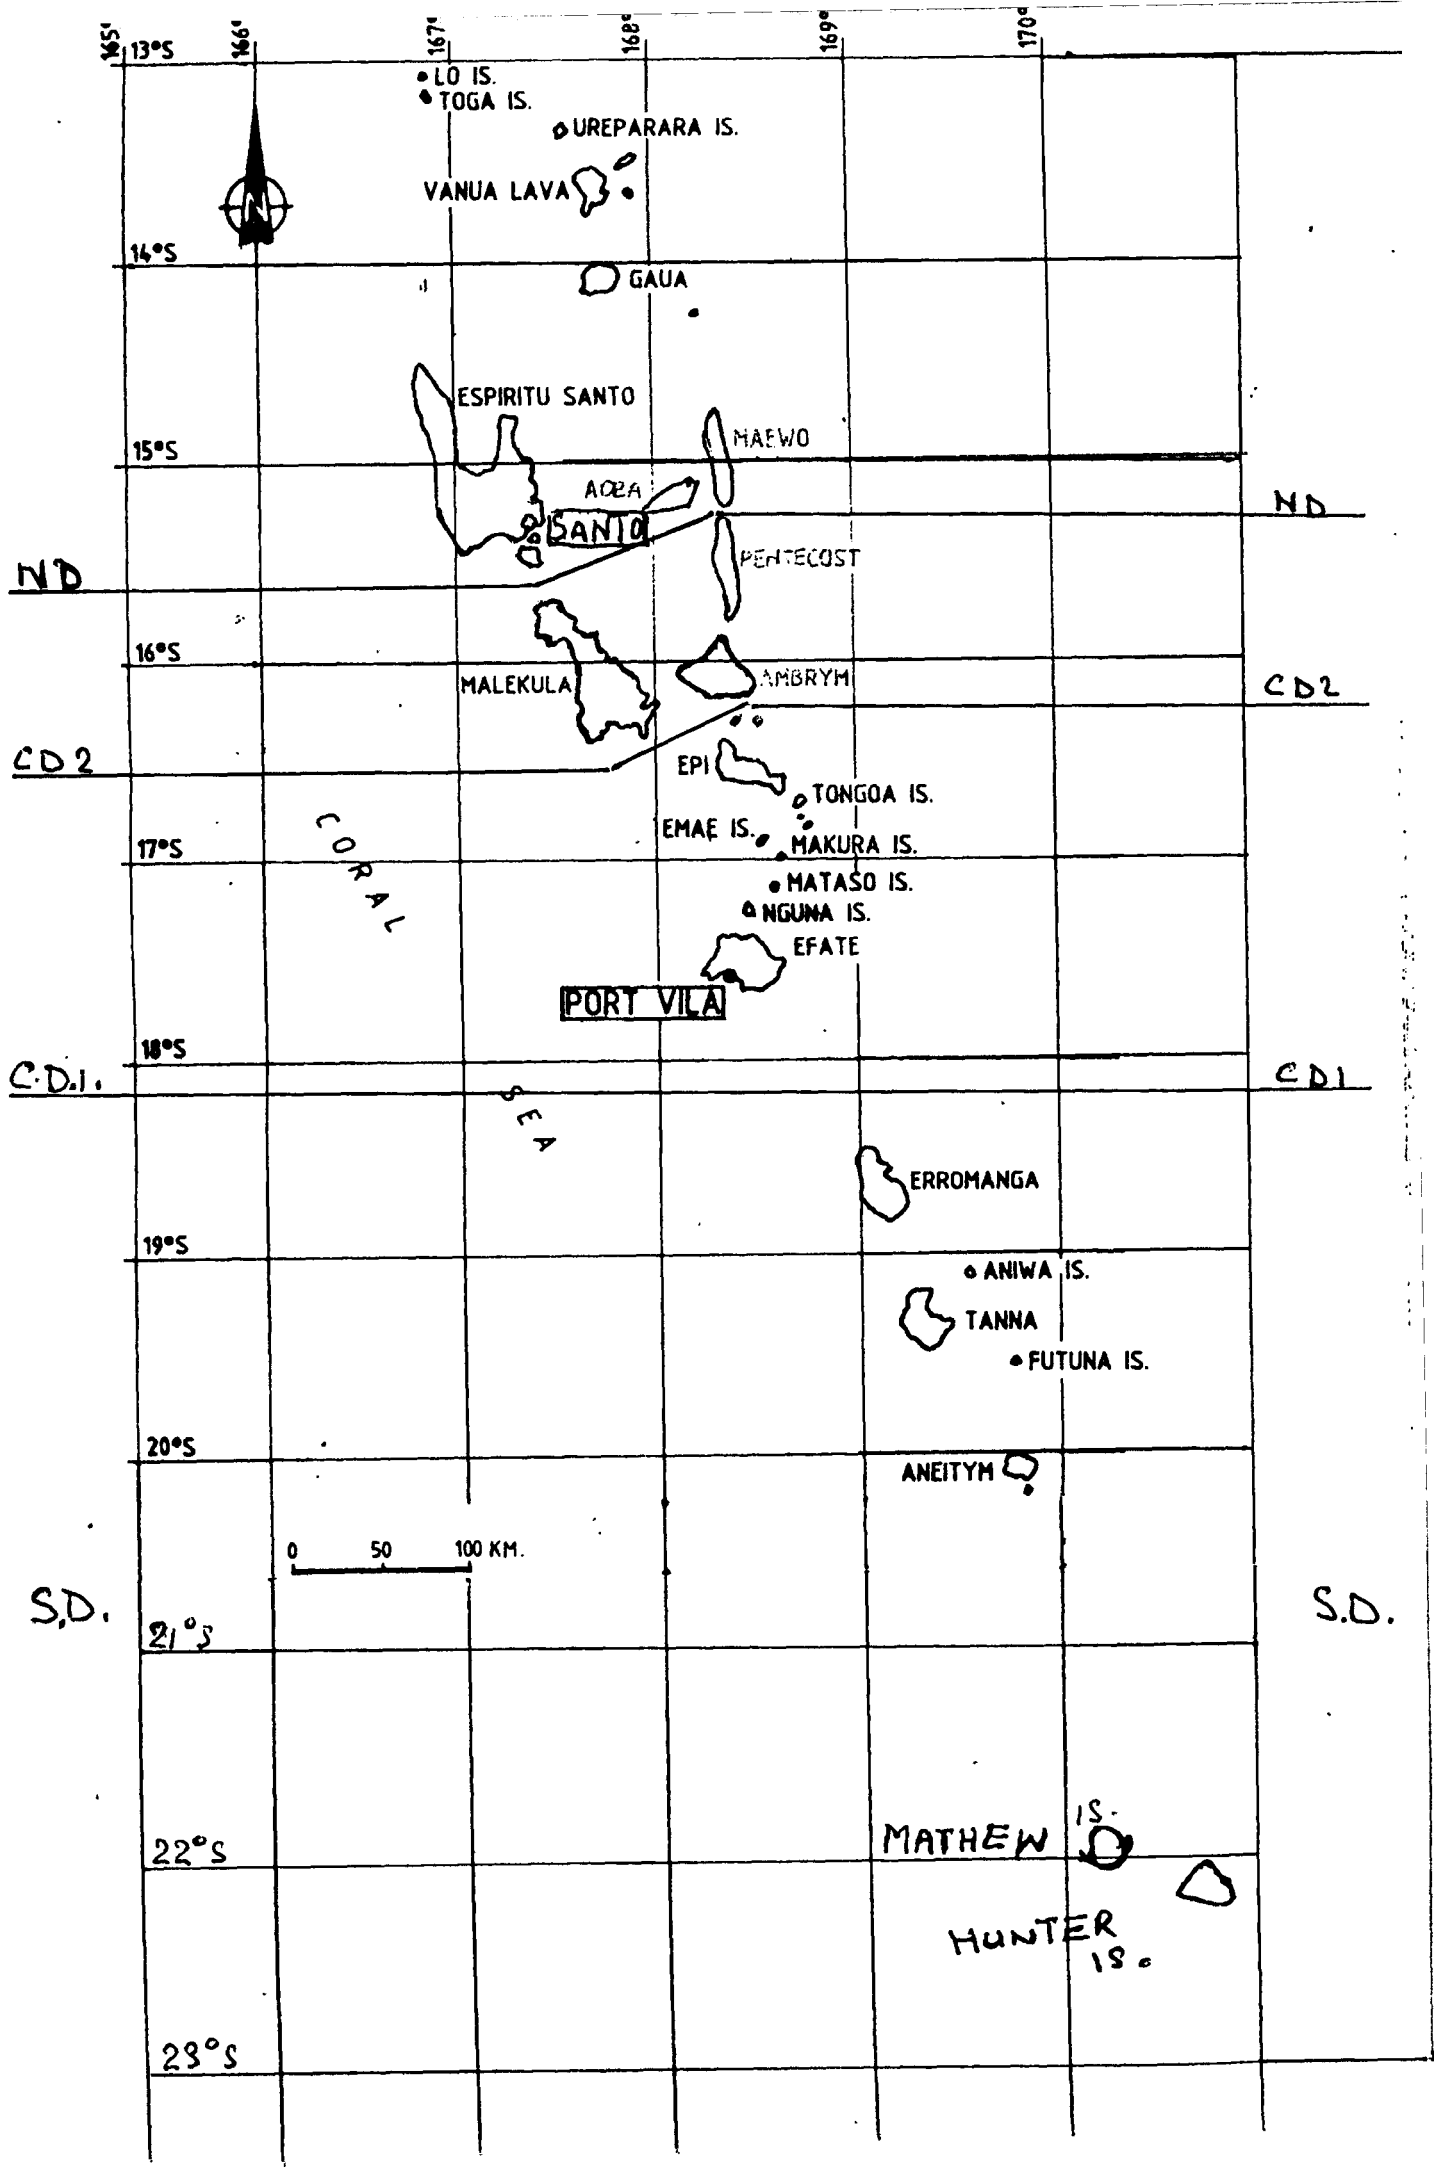 165°
166°
167°
168°
169°
170°
13°S
LO IS.
TOGA IS.
UREPARARA IS.
VANUA LAVA
N
14°S
GAUA
ESPIRITU SANTO
MAEWO
15°S
AOBA
ND
SANTO
PENTECOST
ND
16°S
MALEKULA
AMBRYM
CD2
CD2
EPI
TONGOA IS.
CORAL
EMAE IS.
MAKURA IS.
17°S
MATASO IS.
NGUNA IS.
EFATE
PORT VILA
18°S
C.D.1.
CD1
SEA
ERROMANGA
19°S
ANIWA IS.
TANNA
FUTUNA IS.
20°S
ANEITYM
0 50 100 KM.
S.D.
S.D.
21°S
MATHEW IS.
22°S
HUNTER
IS.
23°S